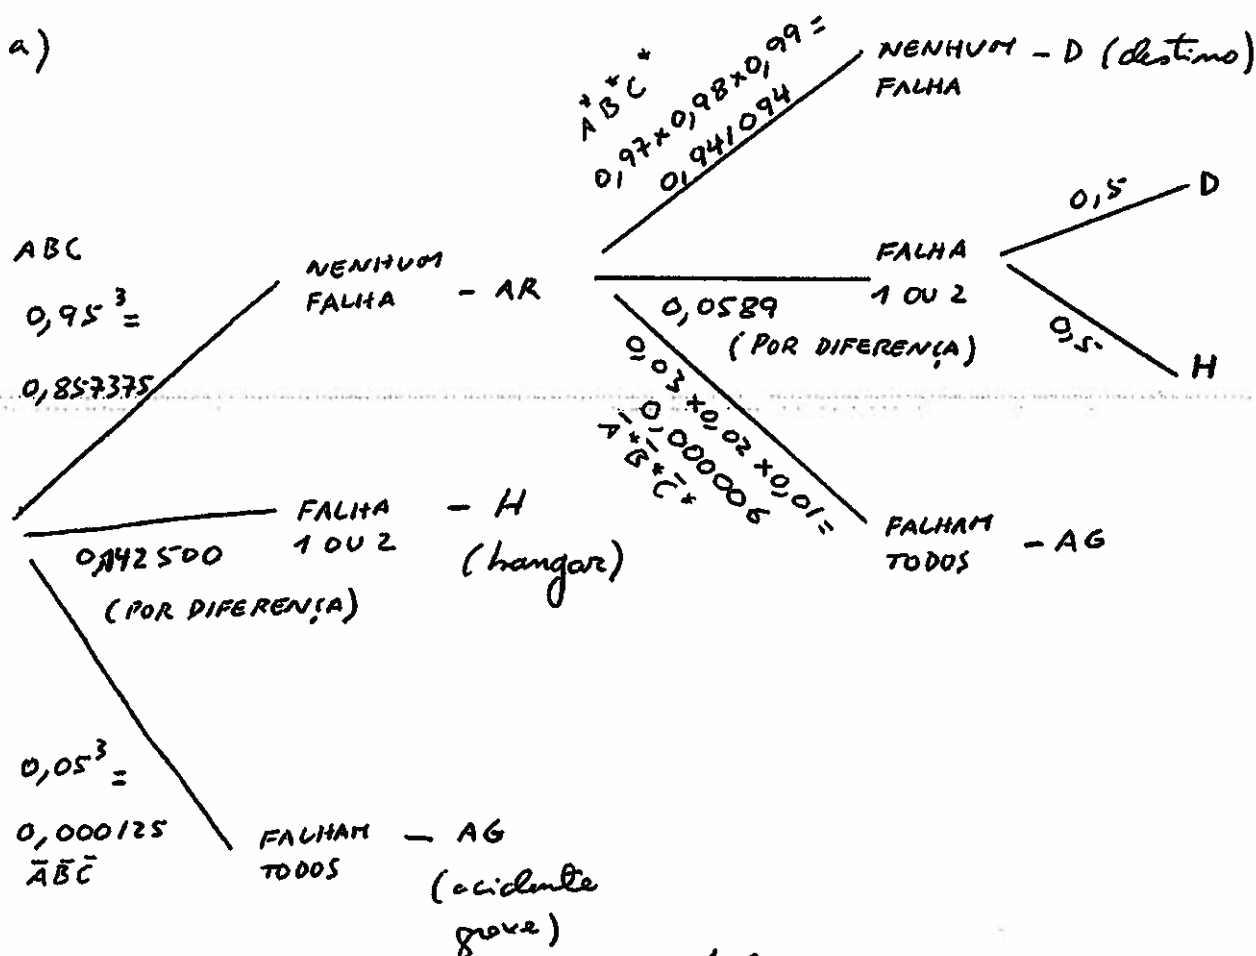 a)
A* B* C*
0,97 x 0,98 x 0,99 =
0,941094
NENHUM - D (destino)
FALHA
0,5
D
ABC
0,95³ =
0,857375
NENHUM
FALHA - AR
FALHA
1 OU 2
0,0589
(POR DIFERENÇA)
0,5
H
0,03 x 0,02 x 0,01 =
0,000006
Ā* B̄* C̄*
FALHAM - AG
TODOS
FALHA - H
1 OU 2 (hangar)
0,142500
(POR DIFERENÇA)
0,05³ =
0,000125
ĀB̄C̄
FALHAM - AG
TODOS
(acidente
grave)